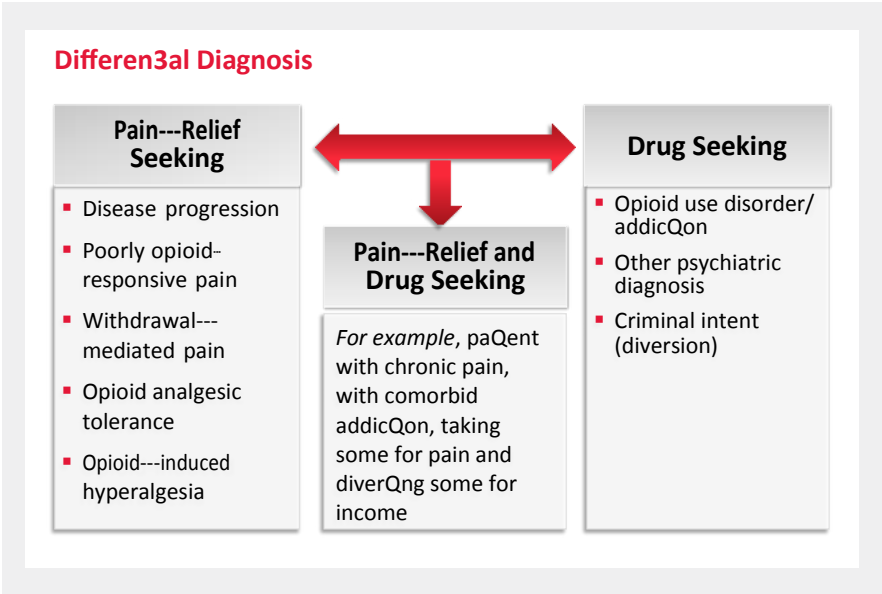 Differen3al Diagnosis
Pain---Relief
Seeking
Disease progression
Poorly opioid-­
responsive pain
Withdrawal---
mediated pain
Opioid analgesic
tolerance
Opioid---induced
hyperalgesia
Pain---Relief and
Drug Seeking
For example, paQent
with chronic pain,
with comorbid
addicQon, taking
some for pain and
diverQng some for
income
Drug Seeking
Opioid use disorder/
addicQon
Other psychiatric
diagnosis
Criminal intent
(diversion)